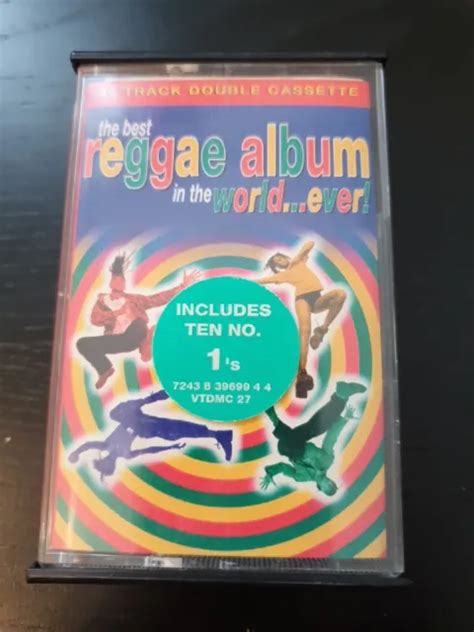 TRACK DOUBLE CASSETTE
the best
reggae album
in the world...ever!
INCLUDES
TEN NO.
1's
7243 8 39699 4 4
VTDMC 27